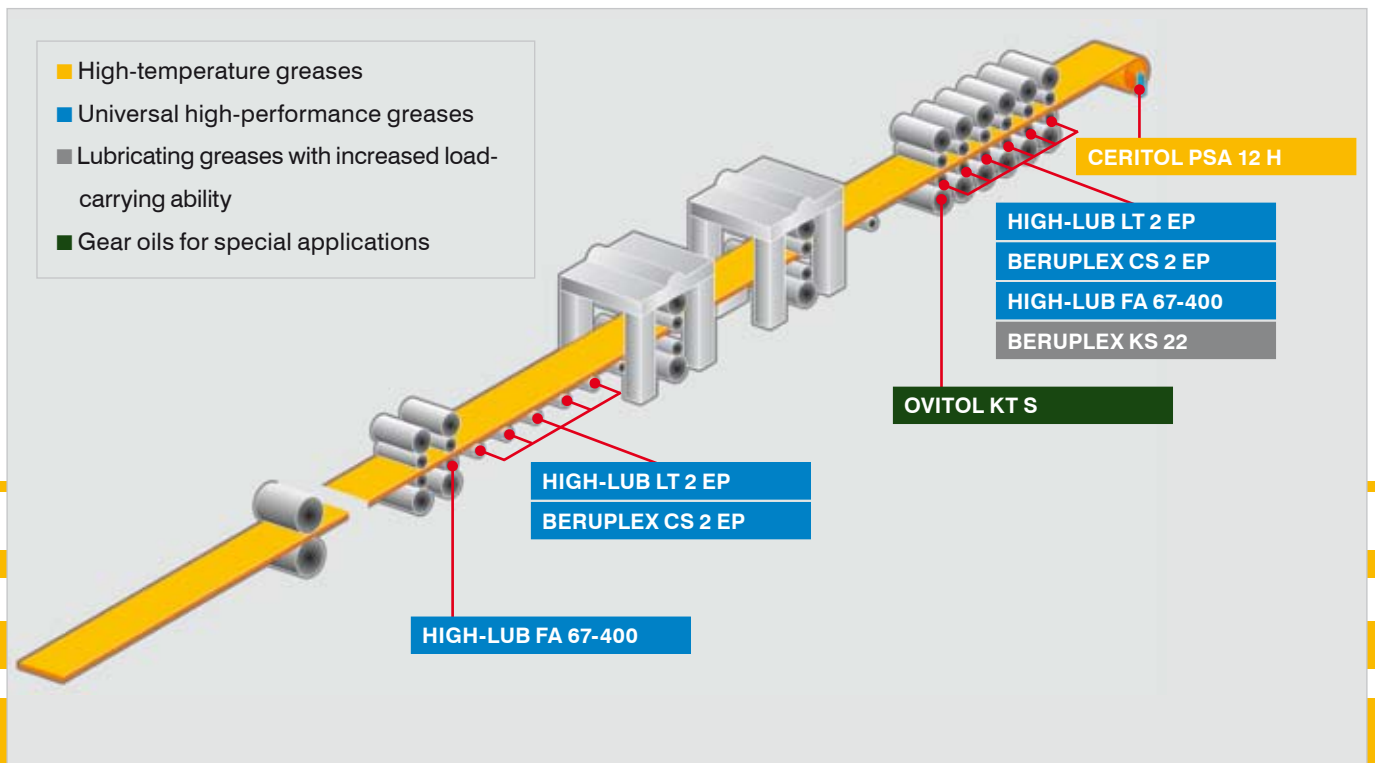 High-temperature greases
Universal high-performance greases
Lubricating greases with increased load-
carrying ability
Gear oils for special applications
CERITOL PSA 12 H
HIGH-LUB LT 2 EP
BERUPLEX CS 2 EP
HIGH-LUB FA 67-400
BERUPLEX KS 22
OVITOL KT S
HIGH-LUB LT 2 EP
BERUPLEX CS 2 EP
HIGH-LUB FA 67-400